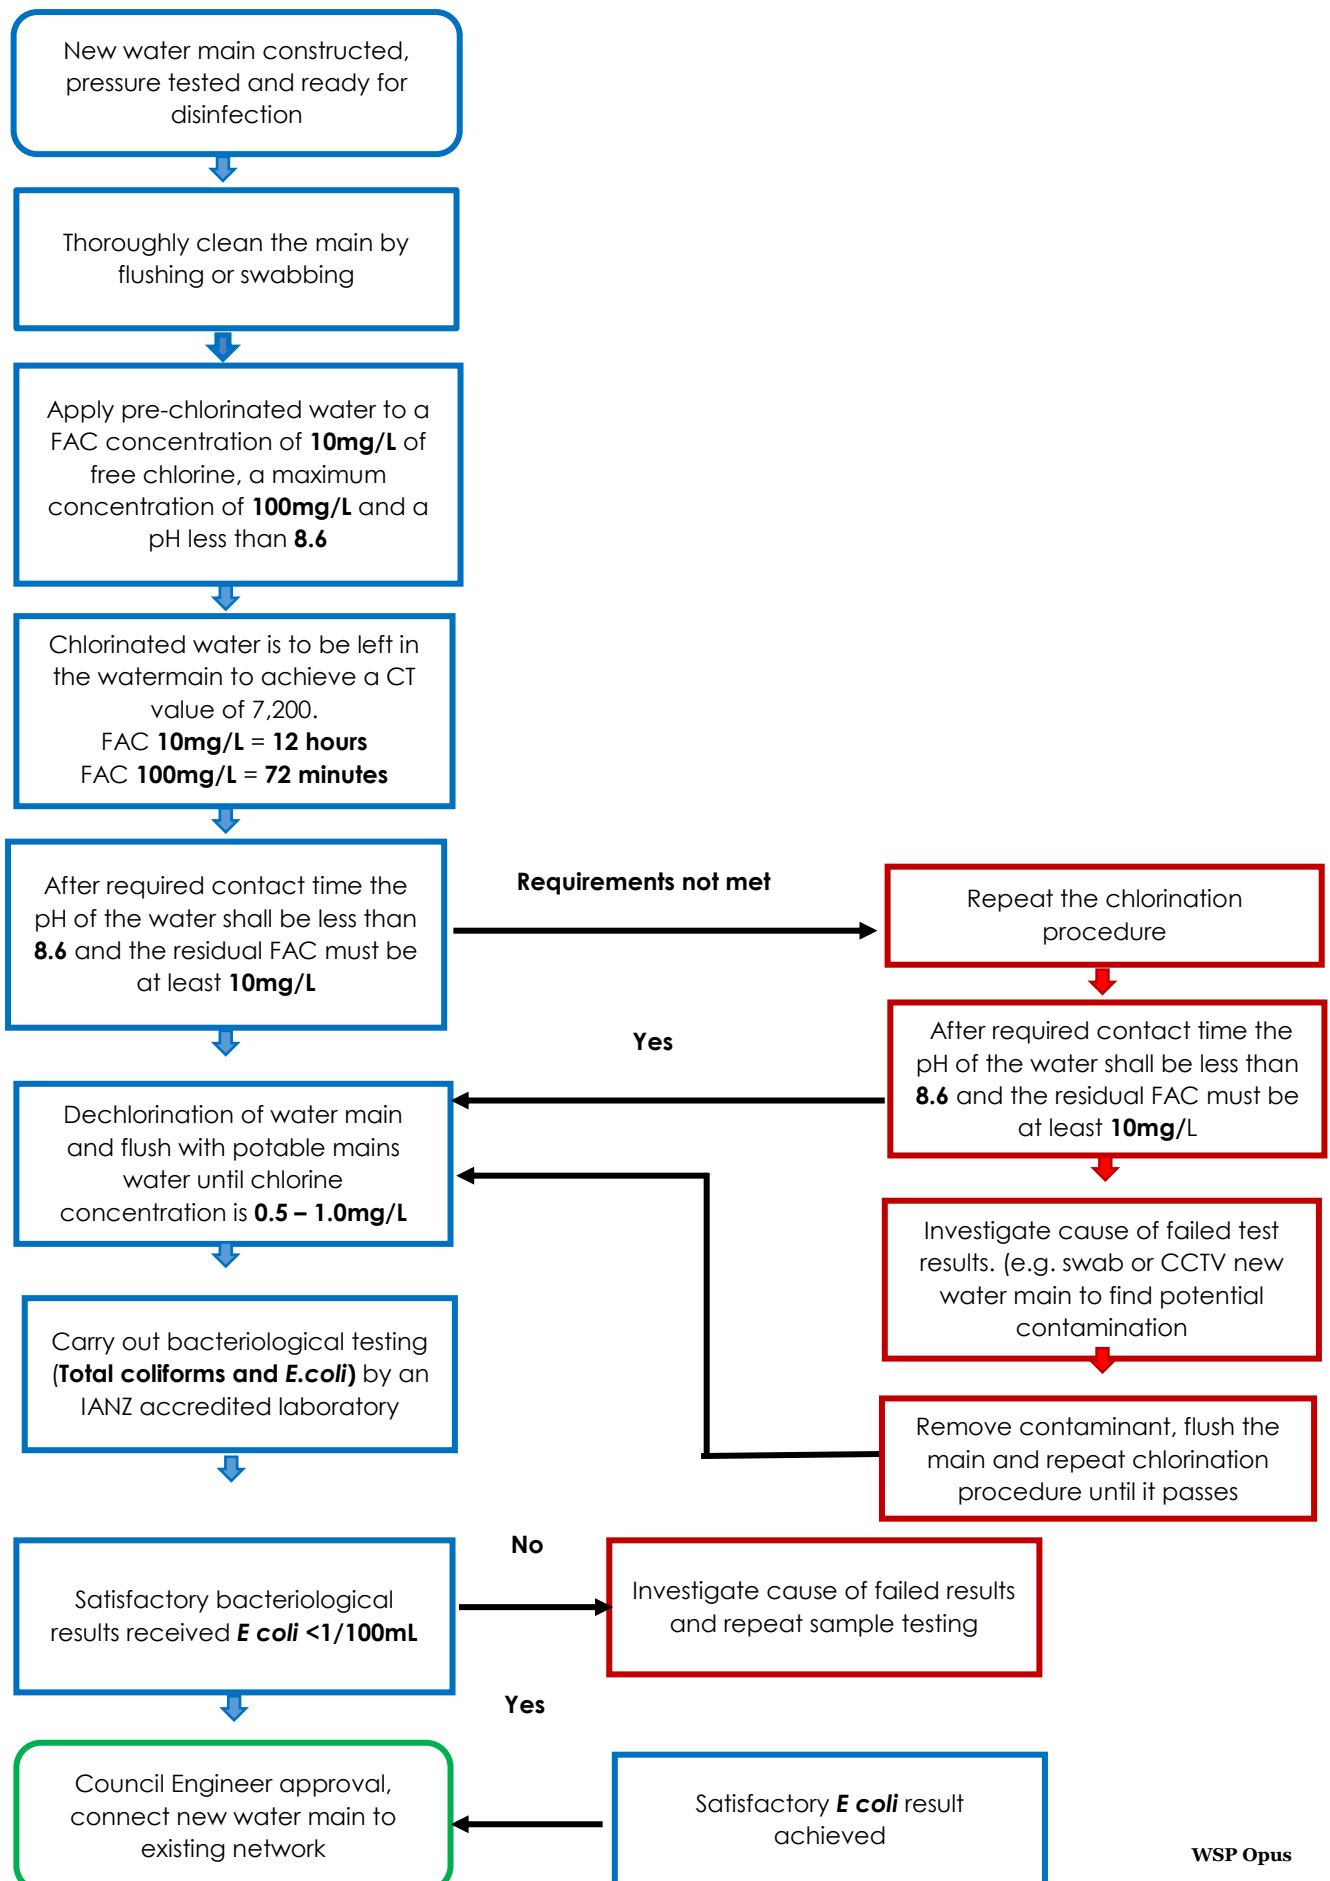 New water main constructed,
pressure tested and ready for
disinfection
Thoroughly clean the main by
flushing or swabbing
Apply pre-chlorinated water to a
FAC concentration of 10mg/L of
free chlorine, a maximum
concentration of 100mg/L and a
pH less than 8.6
Chlorinated water is to be left in
the watermain to achieve a CT
value of 7,200.
FAC 10mg/L = 12 hours
FAC 100mg/L = 72 minutes
After required contact time the
pH of the water shall be less than
8.6 and the residual FAC must be
at least 10mg/L
Requirements not met
Repeat the chlorination
procedure
After required contact time the
pH of the water shall be less than
8.6 and the residual FAC must be
at least 10mg/L
Yes
Dechlorination of water main
and flush with potable mains
water until chlorine
concentration is 0.5 – 1.0mg/L
Investigate cause of failed test
results. (e.g. swab or CCTV new
water main to find potential
contamination
Remove contaminant, flush the
main and repeat chlorination
procedure until it passes
Carry out bacteriological testing
(Total coliforms and E.coli) by an
IANZ accredited laboratory
Satisfactory bacteriological
results received E coli <1/100mL
No
Investigate cause of failed results
and repeat sample testing
Yes
Satisfactory E coli result
achieved
Council Engineer approval,
connect new water main to
existing network
WSP Opus